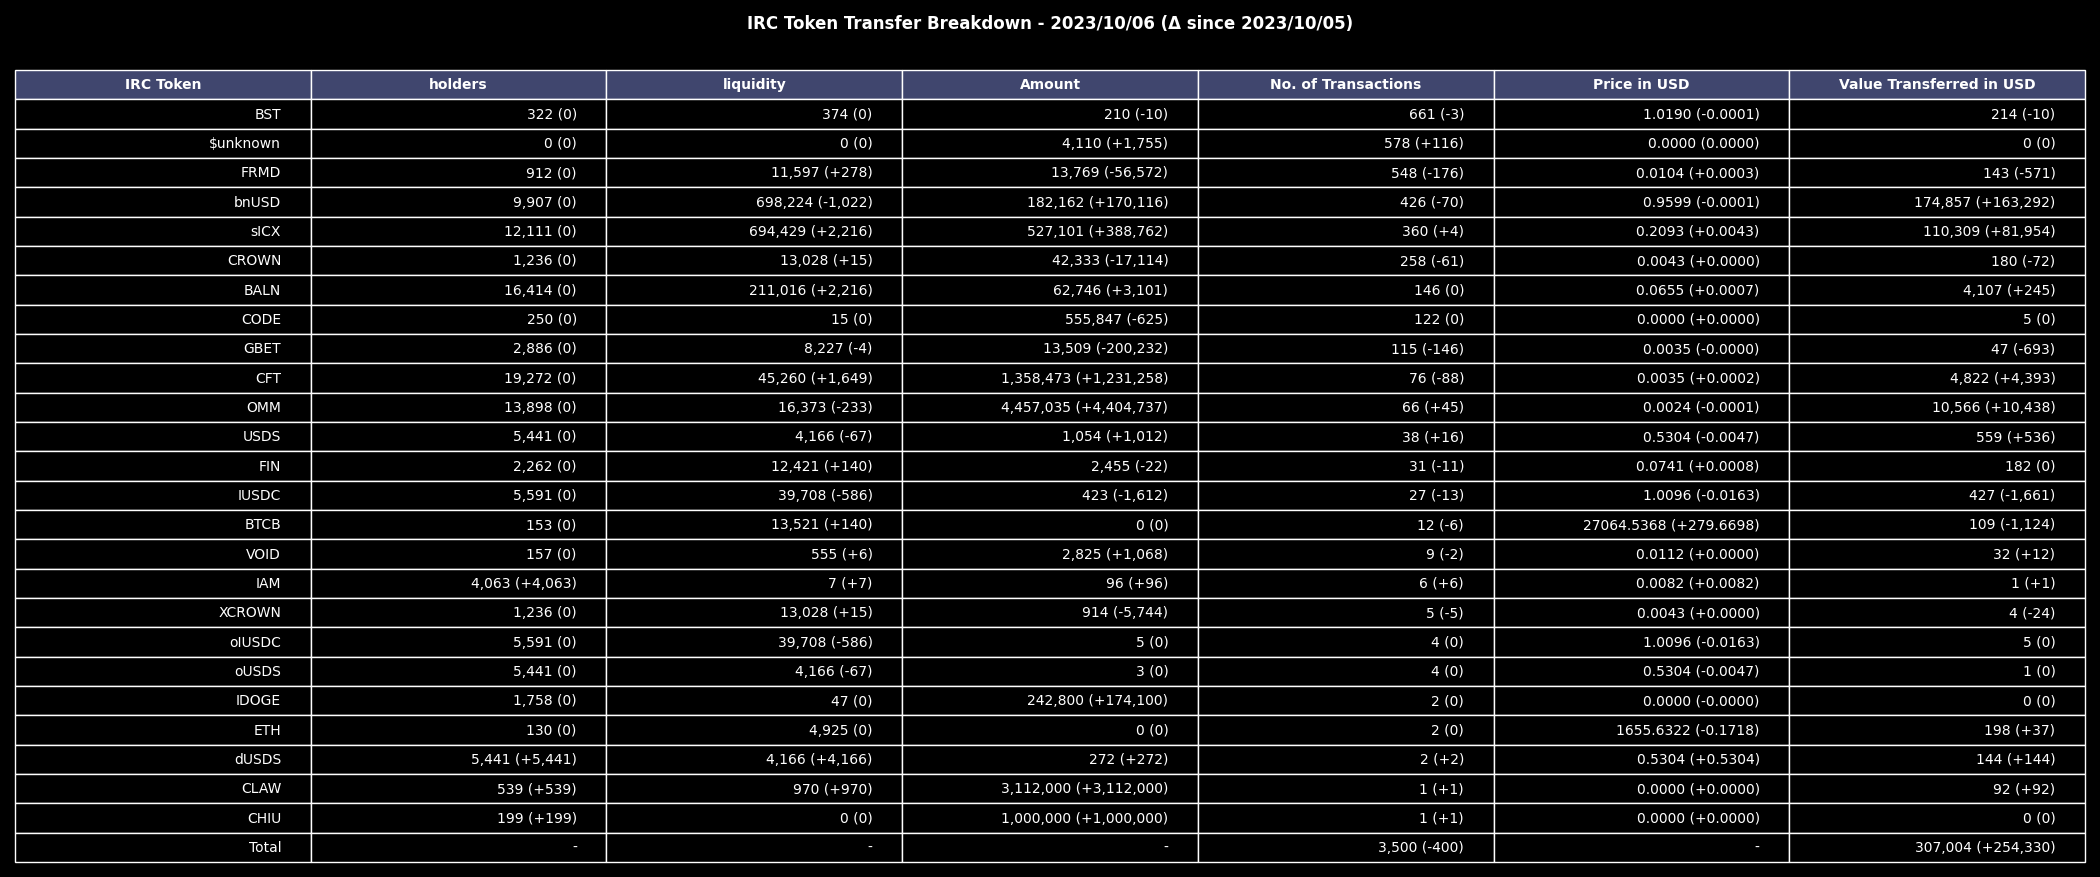 IRC Token Transfer Breakdown - 2023/10/06 (Δ since 2023/10/05)
IRC Token holders liquidity Amount No. of Transactions Price in USD Value Transferred in USD
BST 322 (0) 374 (0) 210 (-10) 661 (-3) 1.0190 (-0.0001) 214 (-10)
$unknown 0 (0) 0 (0) 4,110 (+1,755) 578 (+116) 0.0000 (0.0000) 0 (0)
FRMD 912 (0) 11,597 (+278) 13,769 (-56,572) 548 (-176) 0.0104 (+0.0003) 143 (-571)
bnUSD 9,907 (0) 698,224 (-1,022) 182,162 (+170,116) 426 (-70) 0.9599 (-0.0001) 174,857 (+163,292)
sICX 12,111 (0) 694,429 (+2,216) 527,101 (+388,762) 360 (+4) 0.2093 (+0.0043) 110,309 (+81,954)
CROWN 1,236 (0) 13,028 (+15) 42,333 (-17,114) 258 (-61) 0.0043 (+0.0000) 180 (-72)
BALN 16,414 (0) 211,016 (+2,216) 62,746 (+3,101) 146 (0) 0.0655 (+0.0007) 4,107 (+245)
CODE 250 (0) 15 (0) 555,847 (-625) 122 (0) 0.0000 (+0.0000) 5 (0)
GBET 2,886 (0) 8,227 (-4) 13,509 (-200,232) 115 (-146) 0.0035 (-0.0000) 47 (-693)
CFT 19,272 (0) 45,260 (+1,649) 1,358,473 (+1,231,258) 76 (-88) 0.0035 (+0.0002) 4,822 (+4,393)
OMM 13,898 (0) 16,373 (-233) 4,457,035 (+4,404,737) 66 (+45) 0.0024 (-0.0001) 10,566 (+10,438)
USDS 5,441 (0) 4,166 (-67) 1,054 (+1,012) 38 (+16) 0.5304 (-0.0047) 559 (+536)
FIN 2,262 (0) 12,421 (+140) 2,455 (-22) 31 (-11) 0.0741 (+0.0008) 182 (0)
IUSDC 5,591 (0) 39,708 (-586) 423 (-1,612) 27 (-13) 1.0096 (-0.0163) 427 (-1,661)
BTCB 153 (0) 13,521 (+140) 0 (0) 12 (-6) 27064.5368 (+279.6698) 109 (-1,124)
VOID 157 (0) 555 (+6) 2,825 (+1,068) 9 (-2) 0.0112 (+0.0000) 32 (+12)
IAM 4,063 (+4,063) 7 (+7) 96 (+96) 6 (+6) 0.0082 (+0.0082) 1 (+1)
XCROWN 1,236 (0) 13,028 (+15) 914 (-5,744) 5 (-5) 0.0043 (+0.0000) 4 (-24)
oIUSDC 5,591 (0) 39,708 (-586) 5 (0) 4 (0) 1.0096 (-0.0163) 5 (0)
oUSDS 5,441 (0) 4,166 (-67) 3 (0) 4 (0) 0.5304 (-0.0047) 1 (0)
IDOGE 1,758 (0) 47 (0) 242,800 (+174,100) 2 (0) 0.0000 (-0.0000) 0 (0)
ETH 130 (0) 4,925 (0) 0 (0) 2 (0) 1655.6322 (-0.1718) 198 (+37)
dUSDS 5,441 (+5,441) 4,166 (+4,166) 272 (+272) 2 (+2) 0.5304 (+0.5304) 144 (+144)
CLAW 539 (+539) 970 (+970) 3,112,000 (+3,112,000) 1 (+1) 0.0000 (+0.0000) 92 (+92)
CHIU 199 (+199) 0 (0) 1,000,000 (+1,000,000) 1 (+1) 0.0000 (+0.0000) 0 (0)
Total - - - 3,500 (-400) - 307,004 (+254,330)